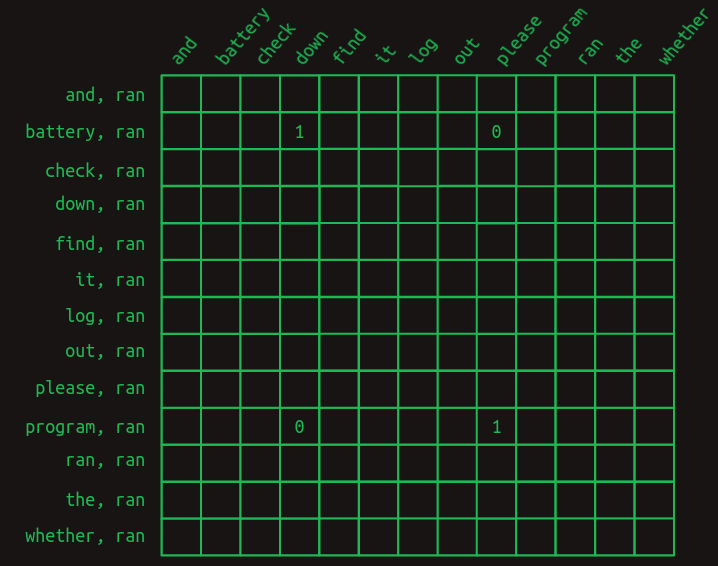 and battery check down find it log out please program ran the whether
and, ran
battery, ran 1 0
check, ran
down, ran
find, ran
it, ran
log, ran
out, ran
please, ran
program, ran 0 1
ran, ran
the, ran
whether, ran